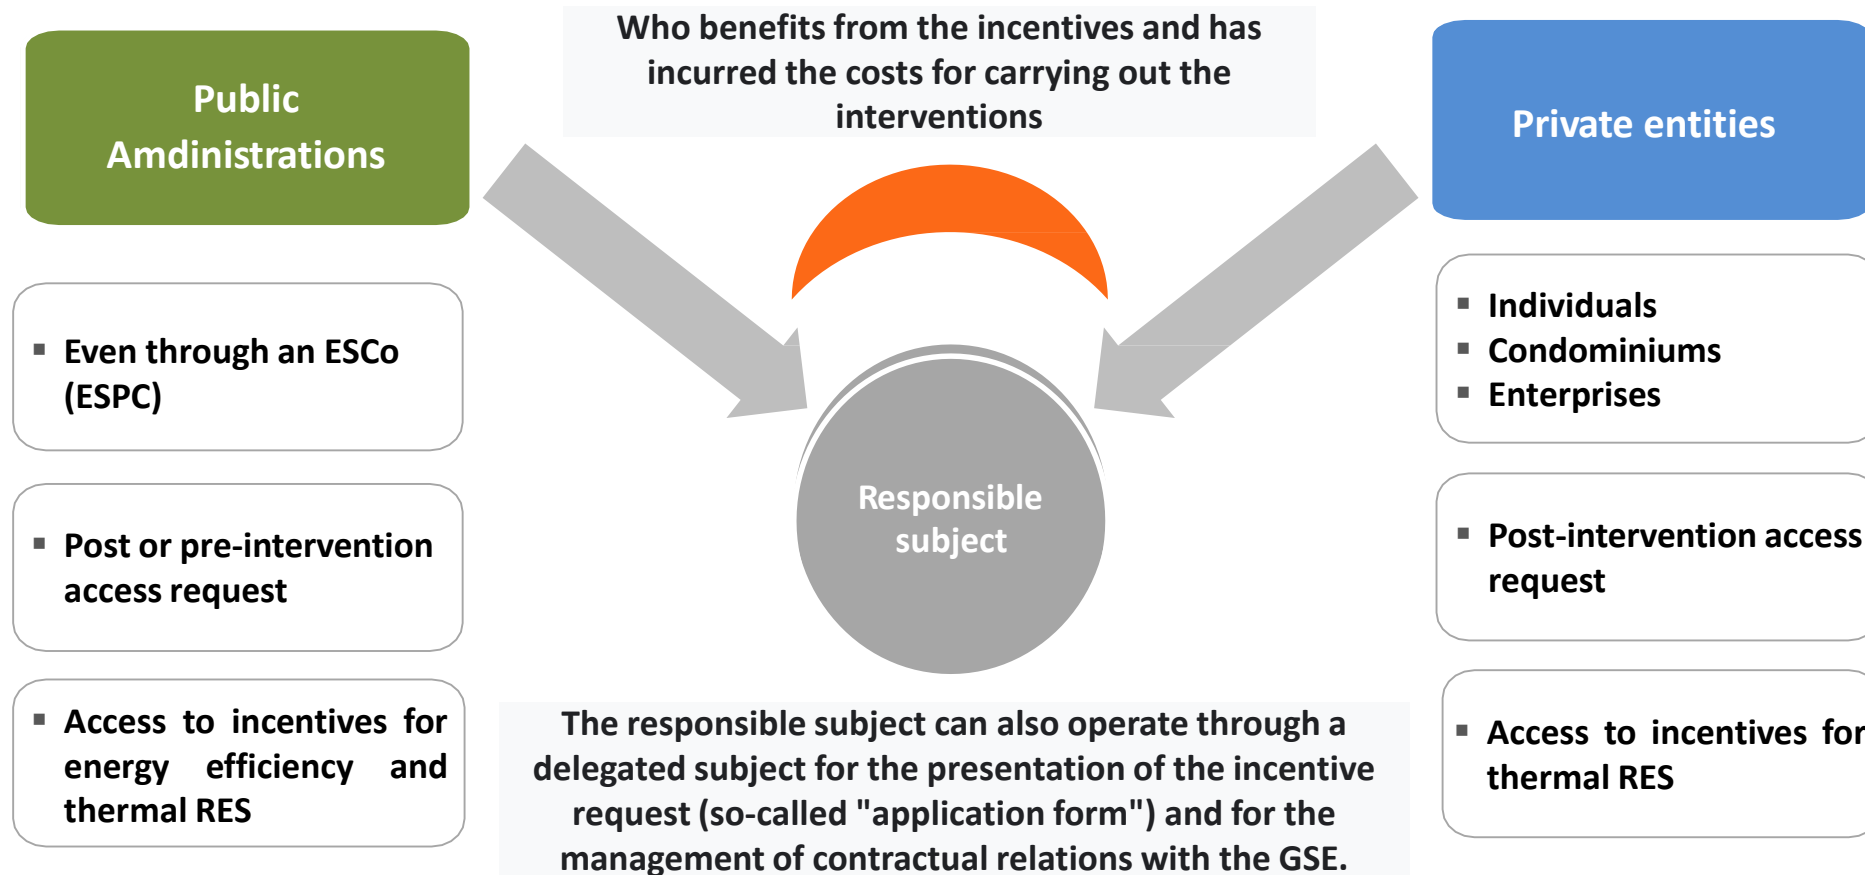 Who benefits from the incentives and has
incurred the costs for carrying out the
interventions
Public
Amdinistrations
Private entities
▪ Even through an ESCo
(ESPC)
▪ Individuals
▪ Condominiums
▪ Enterprises
Responsible
subject
▪ Post or pre-intervention
access request
▪ Post-intervention access
request
▪ Access to incentives for
energy efficiency and
thermal RES
▪ Access to incentives for
thermal RES
The responsible subject can also operate through a
delegated subject for the presentation of the incentive
request (so-called "application form") and for the
management of contractual relations with the GSE.